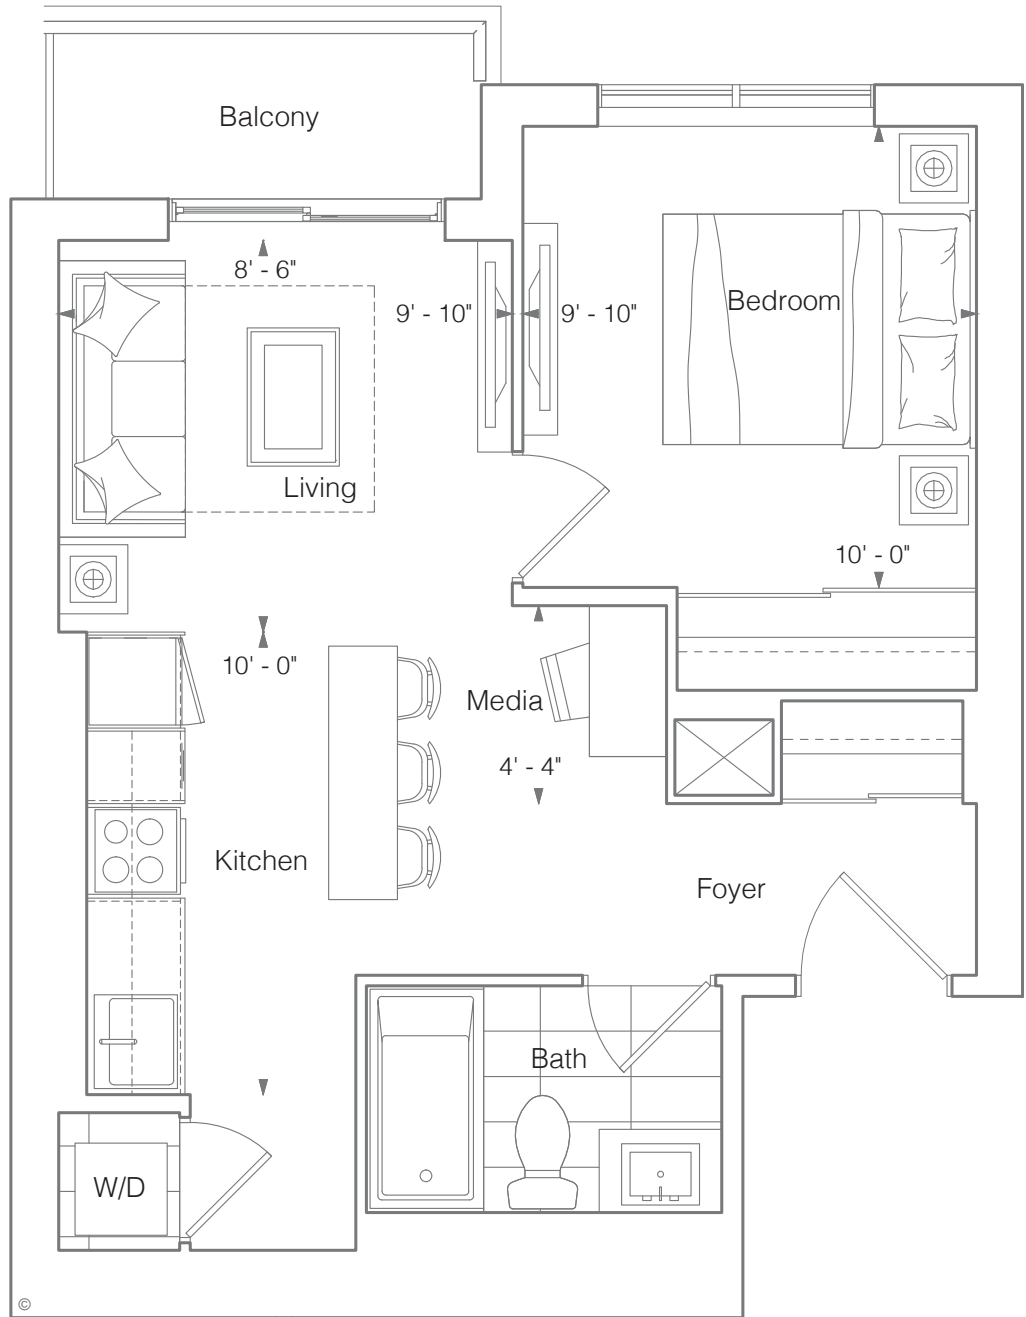 Balcony
8' - 6"
9' - 10"
9' - 10"
Bedroom
Living
10' - 0"
10' - 0"
Media
4' - 4"
Kitchen
Foyer
Bath
W/D
©